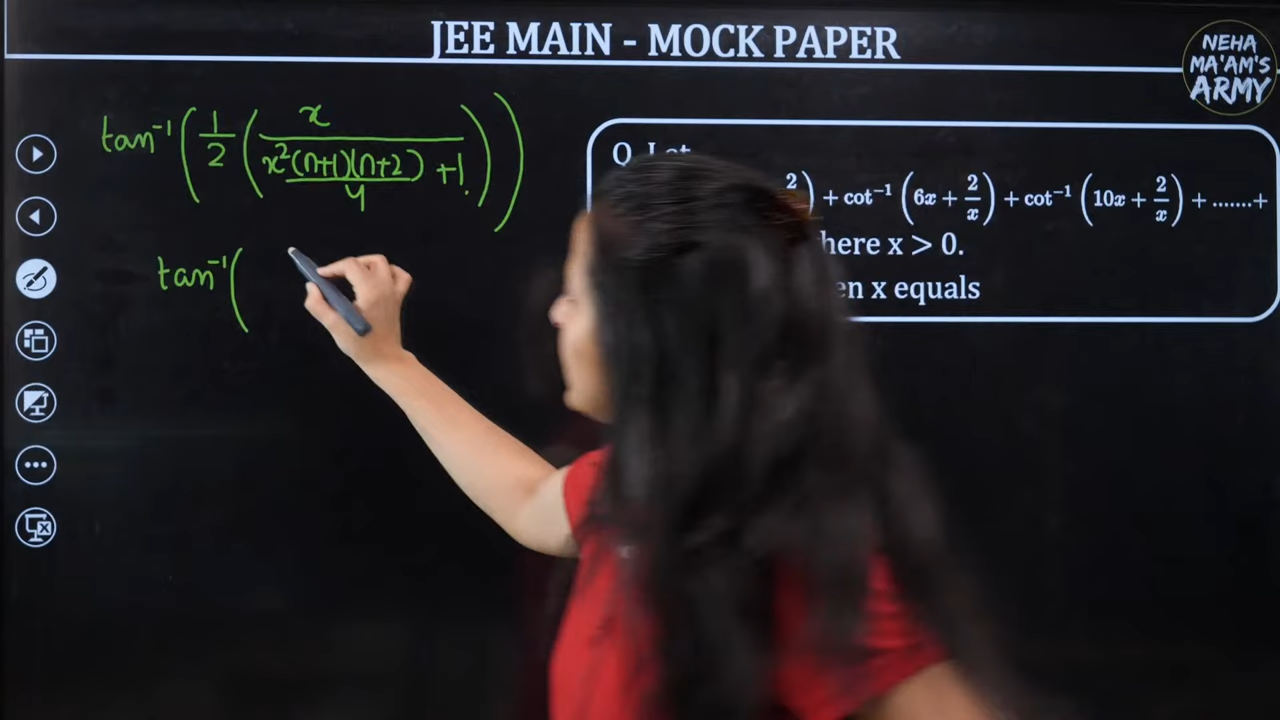 JEE MAIN - MOCK PAPER
NEHA
MA'AM'S
ARMY
tan⁻¹(1/2(x/(x²(n+1)(n+2)/4 + 1)))
tan⁻¹(
Q. Let
2/ ) + cot⁻¹(6x + 2/x) + cot⁻¹(10x + 2/x) + .......+
here x > 0.
en x equals